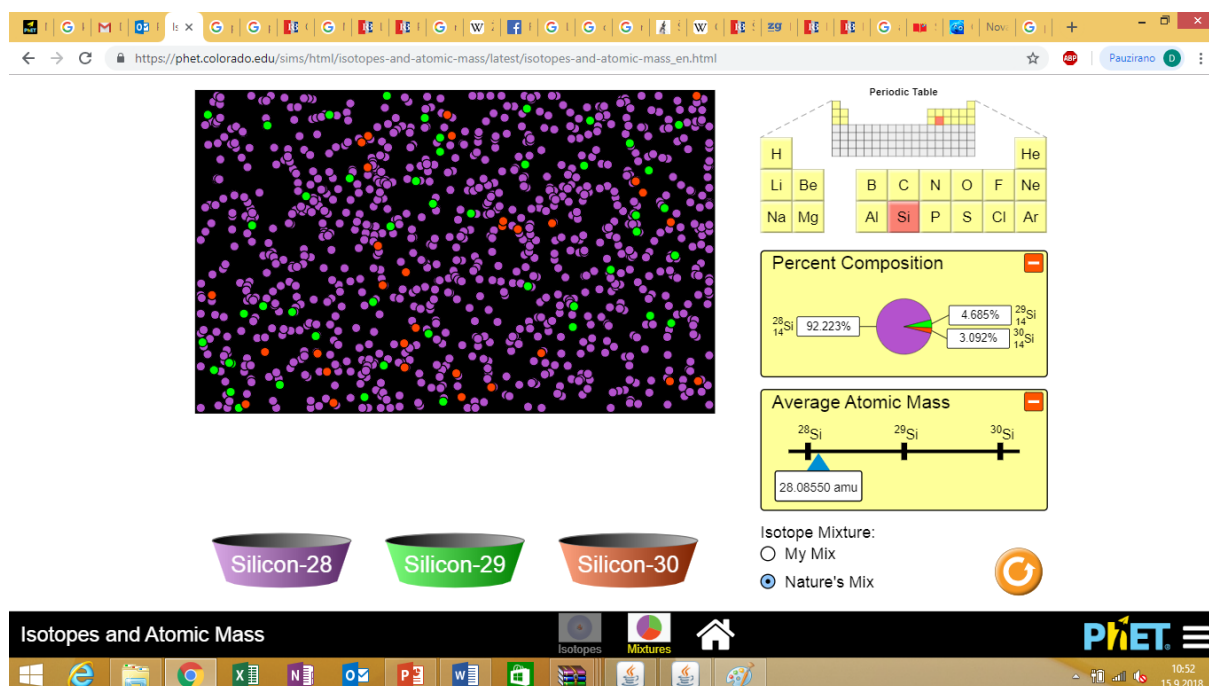 Nova
https://phet.colorado.edu/sims/html/isotopes-and-atomic-mass/latest/isotopes-and-atomic-mass_en.html
ABP
Pauzirano
D
Periodic Table
H He
Li Be B C N O F Ne
Na Mg Al Si P S Cl Ar
Percent Composition
28 14 Si 92.223%
4.685% 29 14 Si
3.092% 30 14 Si
Average Atomic Mass
28Si 29Si 30Si
28.08550 amu
Silicon-28 Silicon-29 Silicon-30
Isotope Mixture:
My Mix
Nature's Mix
Isotopes and Atomic Mass
Isotopes
Mixtures
PhET
10:52
15.9.2018